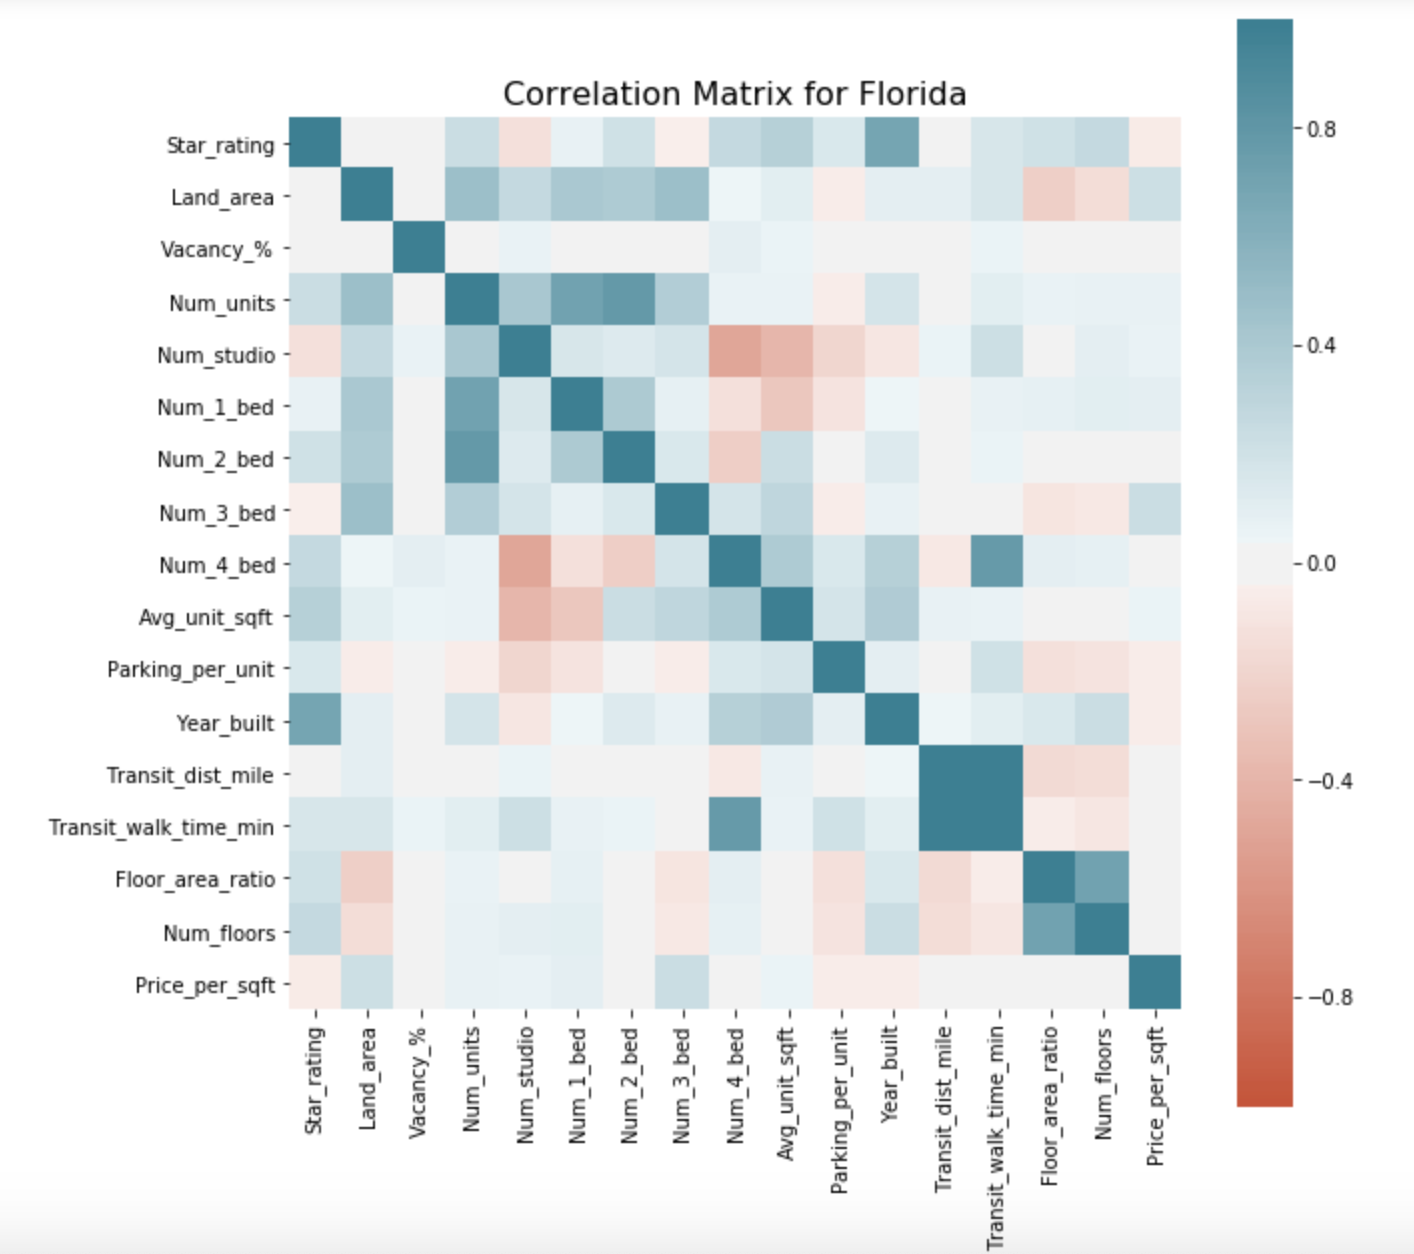 Correlation Matrix for Florida
Star_rating
Land_area
Vacancy_%
Num_units
Num_studio
Num_1_bed
Num_2_bed
Num_3_bed
Num_4_bed
Avg_unit_sqft
Parking_per_unit
Year_built
Transit_dist_mile
Transit_walk_time_min
Floor_area_ratio
Num_floors
Price_per_sqft
Star_rating
Land_area
Vacancy_%
Num_units
Num_studio
Num_1_bed
Num_2_bed
Num_3_bed
Num_4_bed
Avg_unit_sqft
Parking_per_unit
Year_built
Transit_dist_mile
Transit_walk_time_min
Floor_area_ratio
Num_floors
Price_per_sqft
0.8
0.4
0.0
−0.4
−0.8